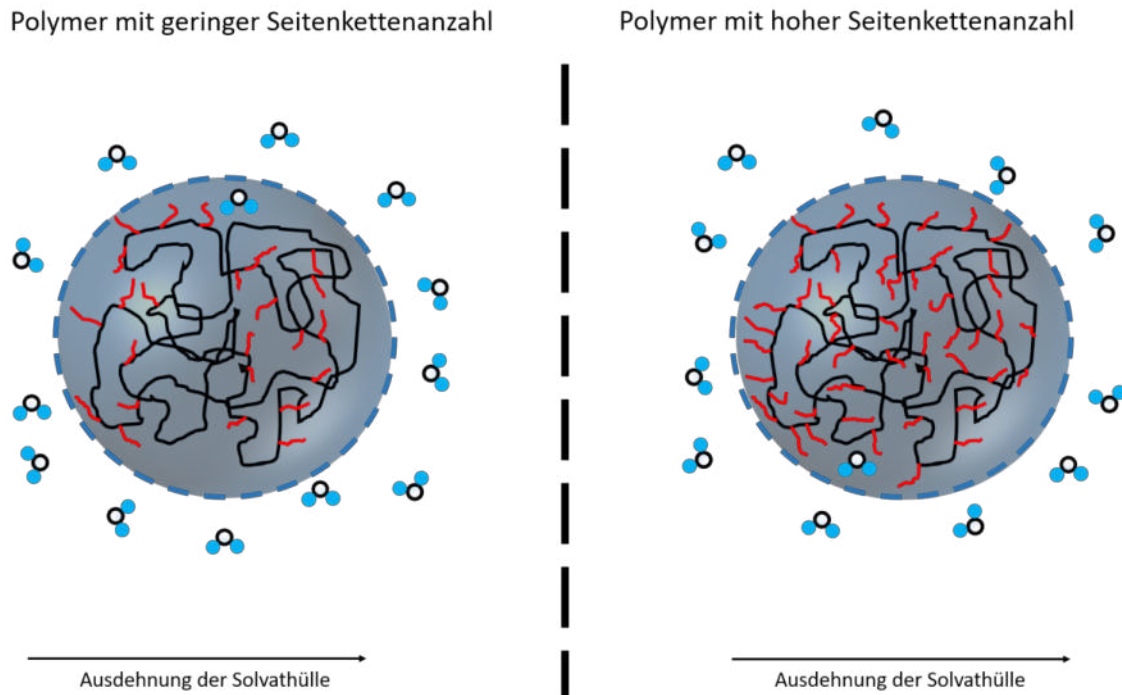 Polymer mit geringer Seitenkettenanzahl
Polymer mit hoher Seitenkettenanzahl
Ausdehnung der Solvathülle
Ausdehnung der Solvathülle